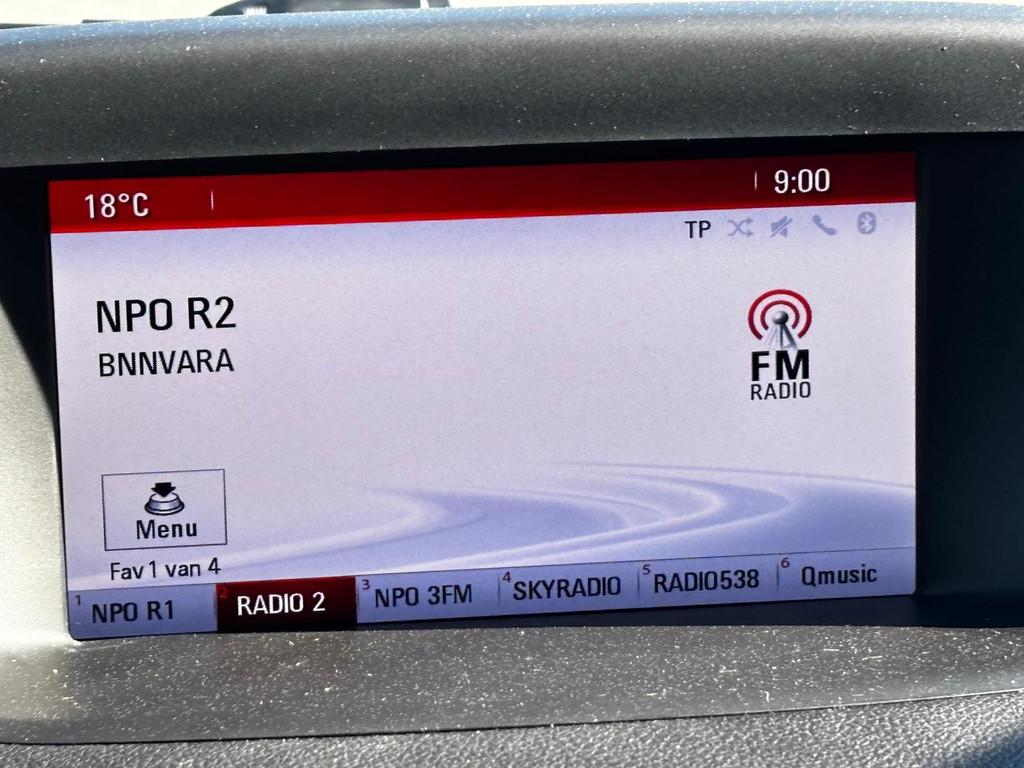 18°C 9:00
TP
NPO R2
BNNVARA
FM
RADIO
Menu
Fav 1 van 4
1 NPO R1 2 RADIO 2 3 NPO 3FM 4 SKYRADIO 5 RADIO538 6 Qmusic